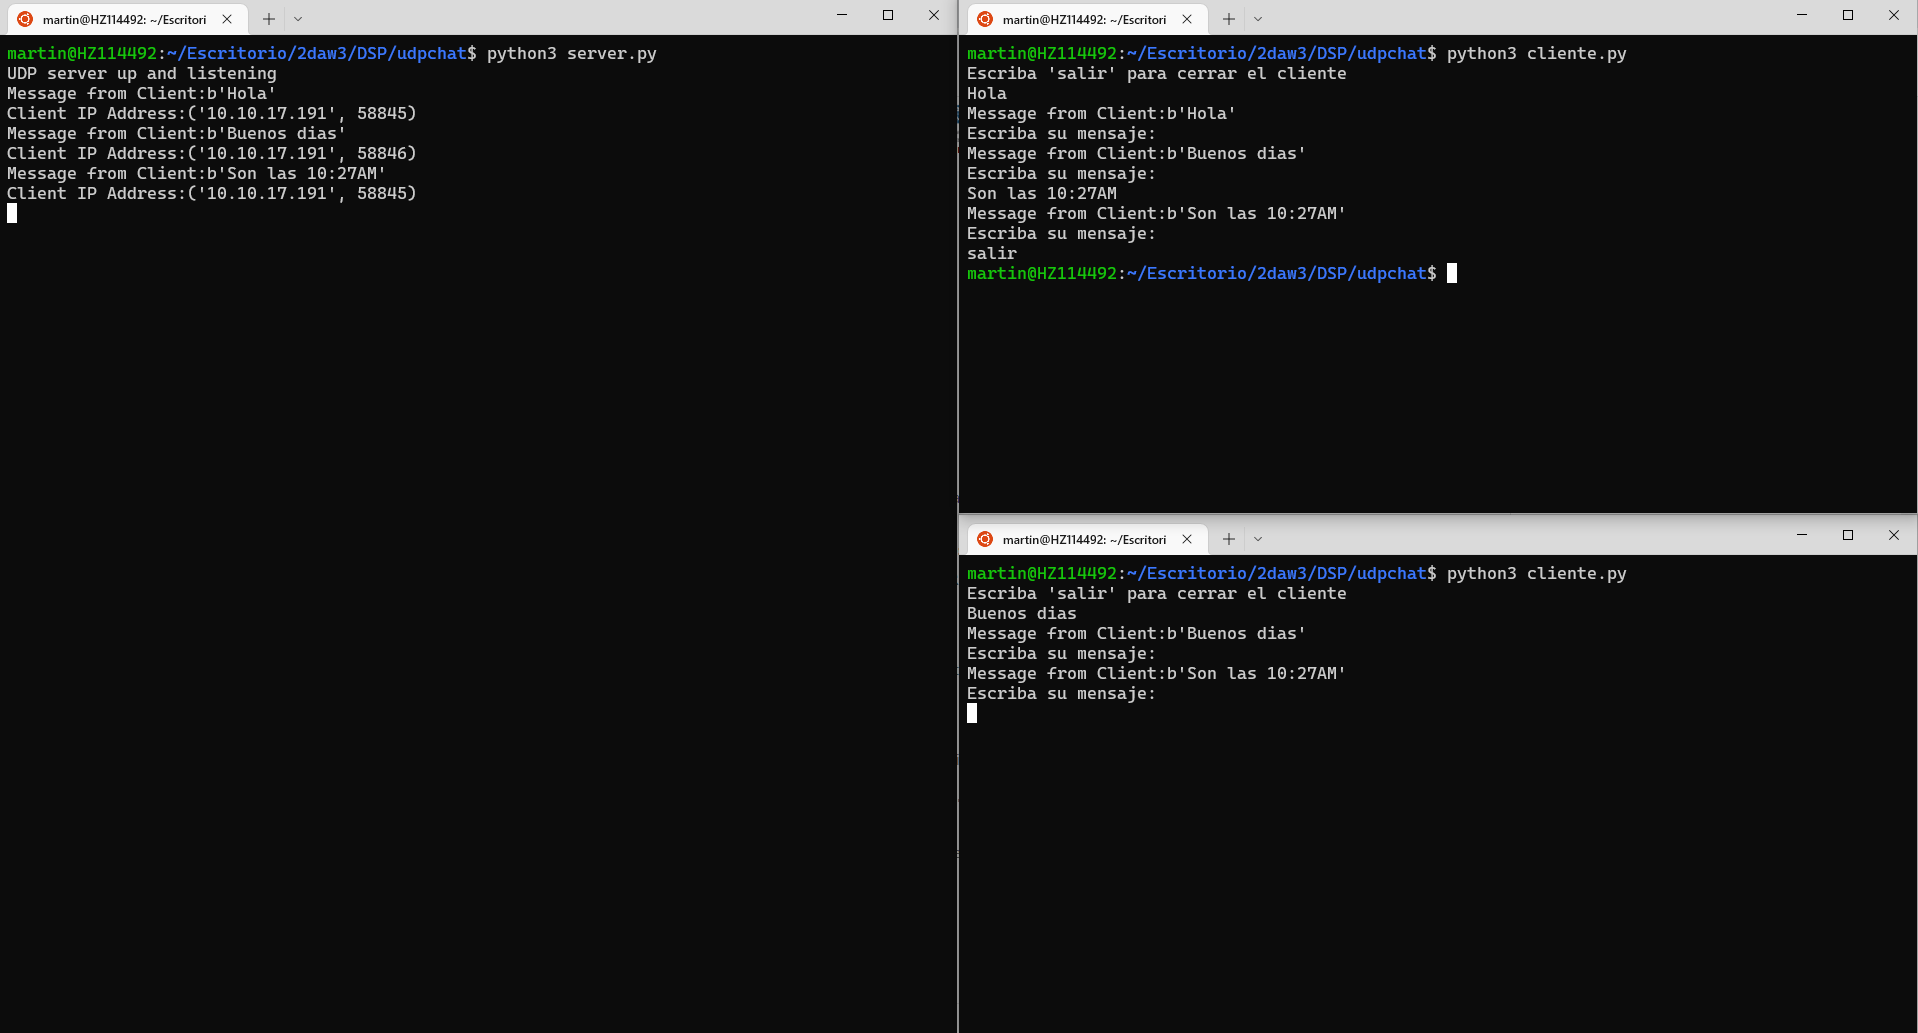 martin@HZ114492: ~/Escritori
martin@HZ114492:~/Escritorio/2daw3/DSP/udpchat$ python3 server.py
UDP server up and listening
Message from Client:b'Hola'
Client IP Address:('10.10.17.191', 58845)
Message from Client:b'Buenos dias'
Client IP Address:('10.10.17.191', 58846)
Message from Client:b'Son las 10:27AM'
Client IP Address:('10.10.17.191', 58845)
martin@HZ114492: ~/Escritori
martin@HZ114492:~/Escritorio/2daw3/DSP/udpchat$ python3 cliente.py
Escriba 'salir' para cerrar el cliente
Hola
Message from Client:b'Hola'
Escriba su mensaje:
Message from Client:b'Buenos dias'
Escriba su mensaje:
Son las 10:27AM
Message from Client:b'Son las 10:27AM'
Escriba su mensaje:
salir
martin@HZ114492:~/Escritorio/2daw3/DSP/udpchat$
martin@HZ114492: ~/Escritori
martin@HZ114492:~/Escritorio/2daw3/DSP/udpchat$ python3 cliente.py
Escriba 'salir' para cerrar el cliente
Buenos dias
Message from Client:b'Buenos dias'
Escriba su mensaje:
Message from Client:b'Son las 10:27AM'
Escriba su mensaje: